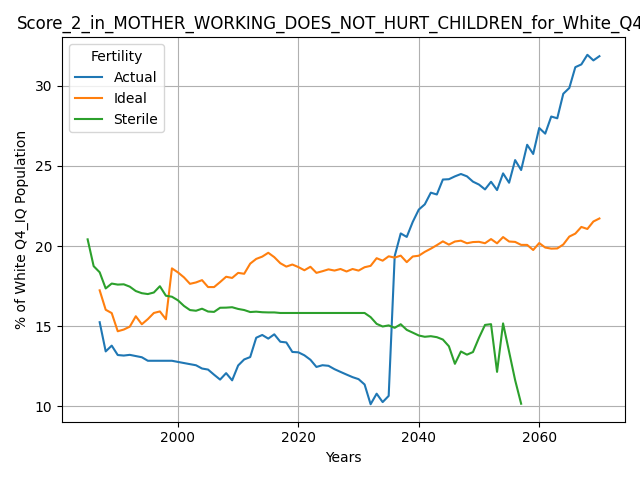 Score_2_in_MOTHER_WORKING_DOES_NOT_HURT_CHILDREN_for_White_Q4
Fertility
Actual
Ideal
Sterile
% of White Q4_IQ Population
30
25
20
15
10
2000 2020 2040 2060
Years